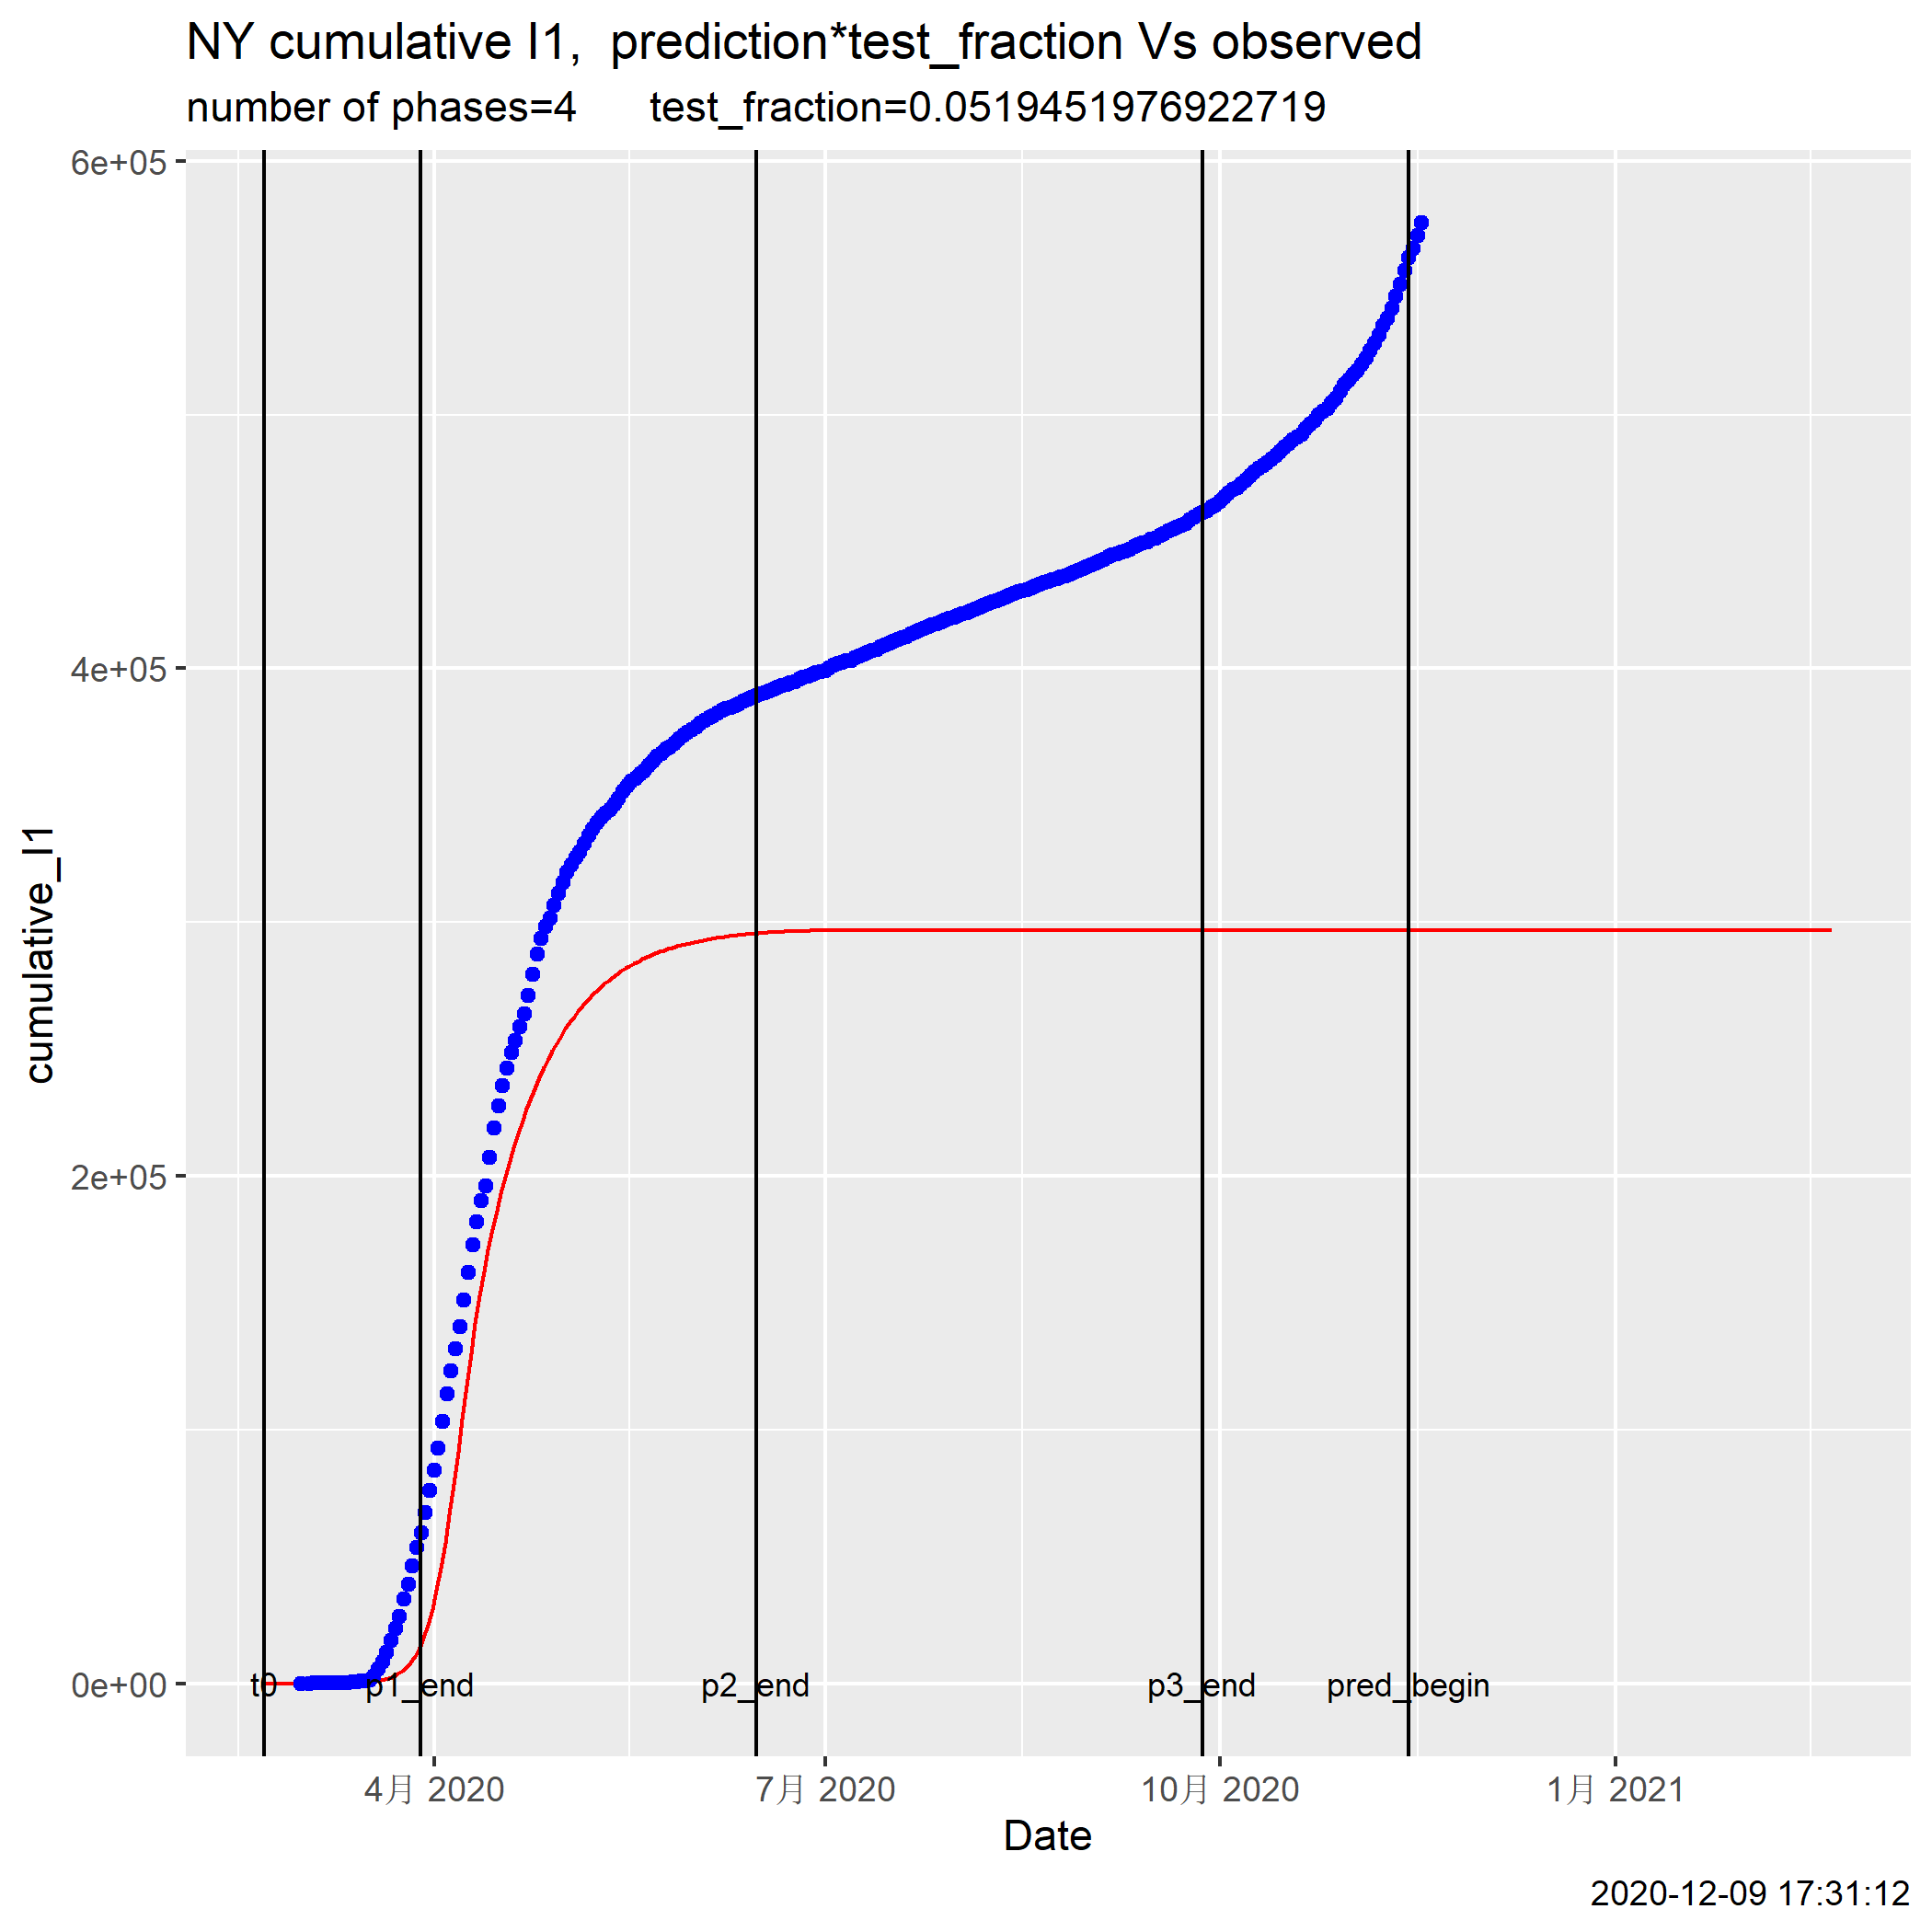 NY cumulative I1,  prediction*test_fraction Vs observed
number of phases=4      test_fraction=0.0519451976922719
6e+05
4e+05
2e+05
0e+00
cumulative_I1
t0
p1_end
p2_end
p3_end
pred_begin
4月 2020
7月 2020
10月 2020
1月 2021
Date
2020-12-09 17:31:12